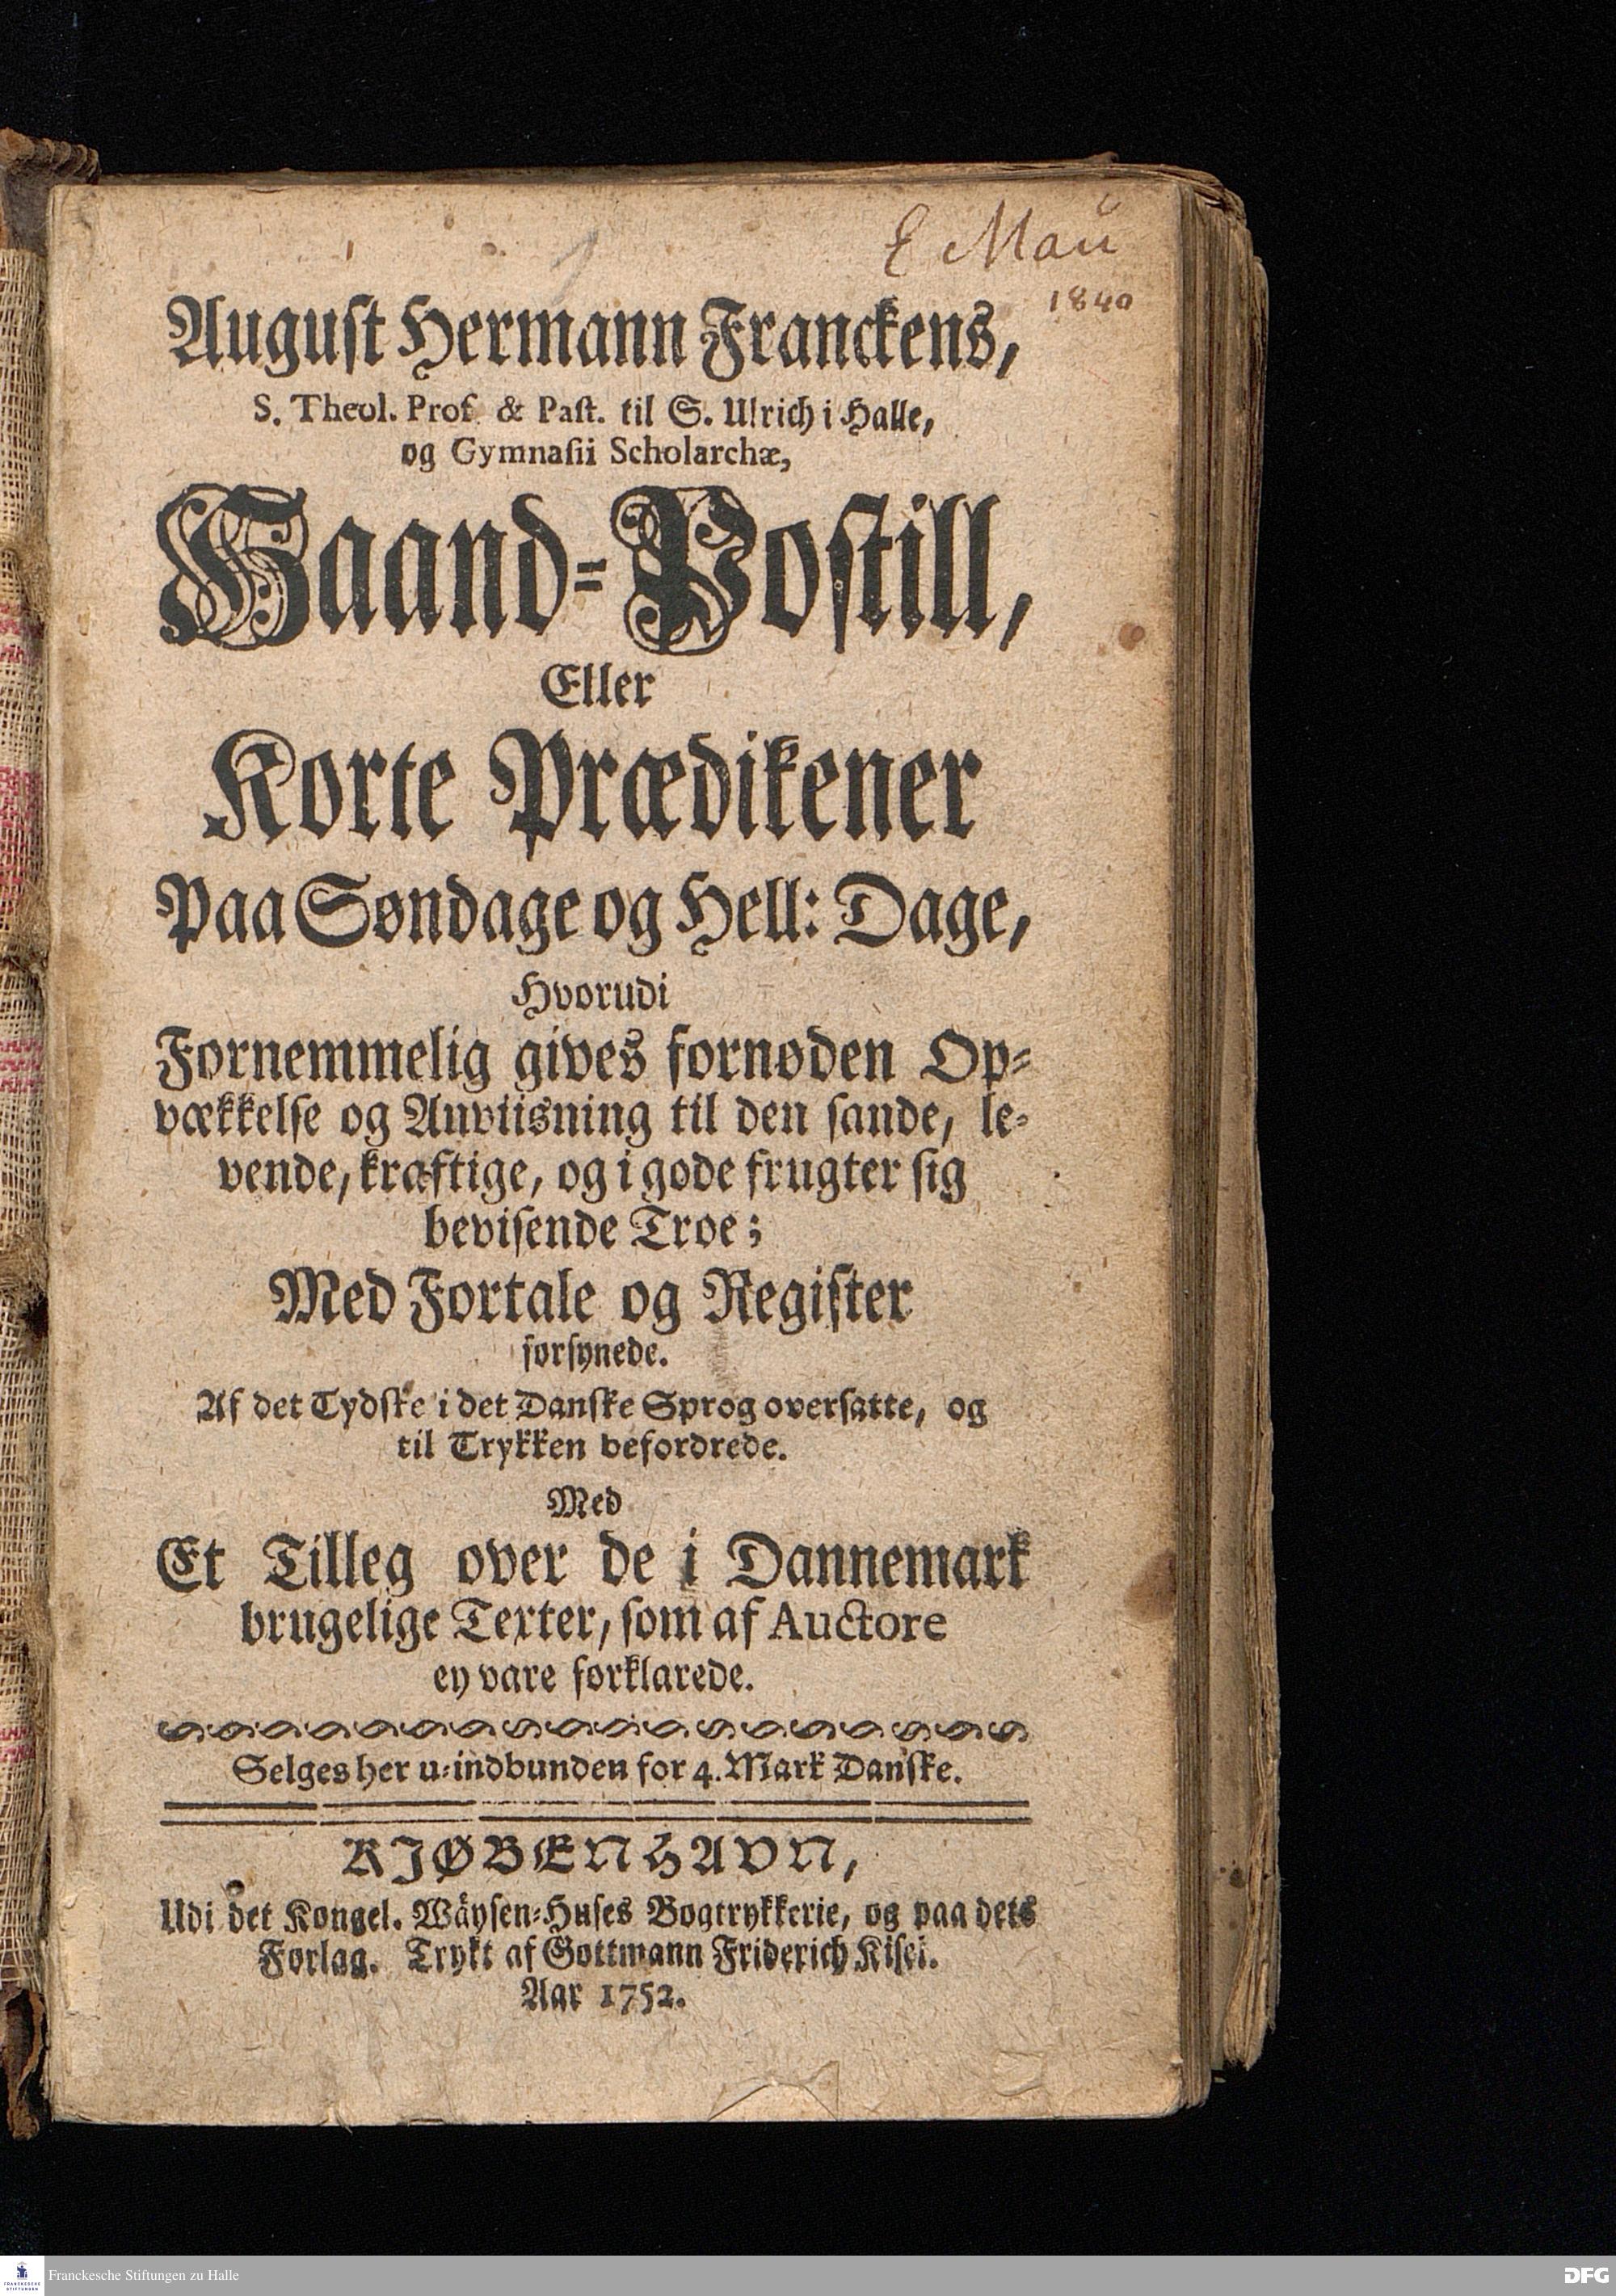 E Maŭ
1840
August Hermann Franckens,
S. Theol. Prof. & Past. til S. Ulrich i Halle,
og Gymnasii Scholarchæ,
Haand-Postill,
Eller
Korte Prædikener
Paa Søndage og Hell: Dage,
Hvorudi
Fornemmelig gives fornøden Op-
vækkelse og Anviisning til den sande, le-
vende, kraftige, og i gode frugter sig
bevisende Troe;
Med Fortale og Register
forsynede.
Af det Tydske i det Danske Sprog oversatte, og
til Trykken befordrede.
Med
Et Tilleg over de i Dannemark
brugelige Texter, som af Auctore
ey vare forklarede.
Selges her u-indbunden for 4. Mark Danske.
KJØBENHAVN,
Udi det Kongel. Wäysen-Huses Bogtrykkerie, og paa dets
Forlag. Trykt af Gottmann Friderich Kisel.
Aar 1752.
FRANCKESCHE
STIFTUNGEN
Franckesche Stiftungen zu Halle
DFG